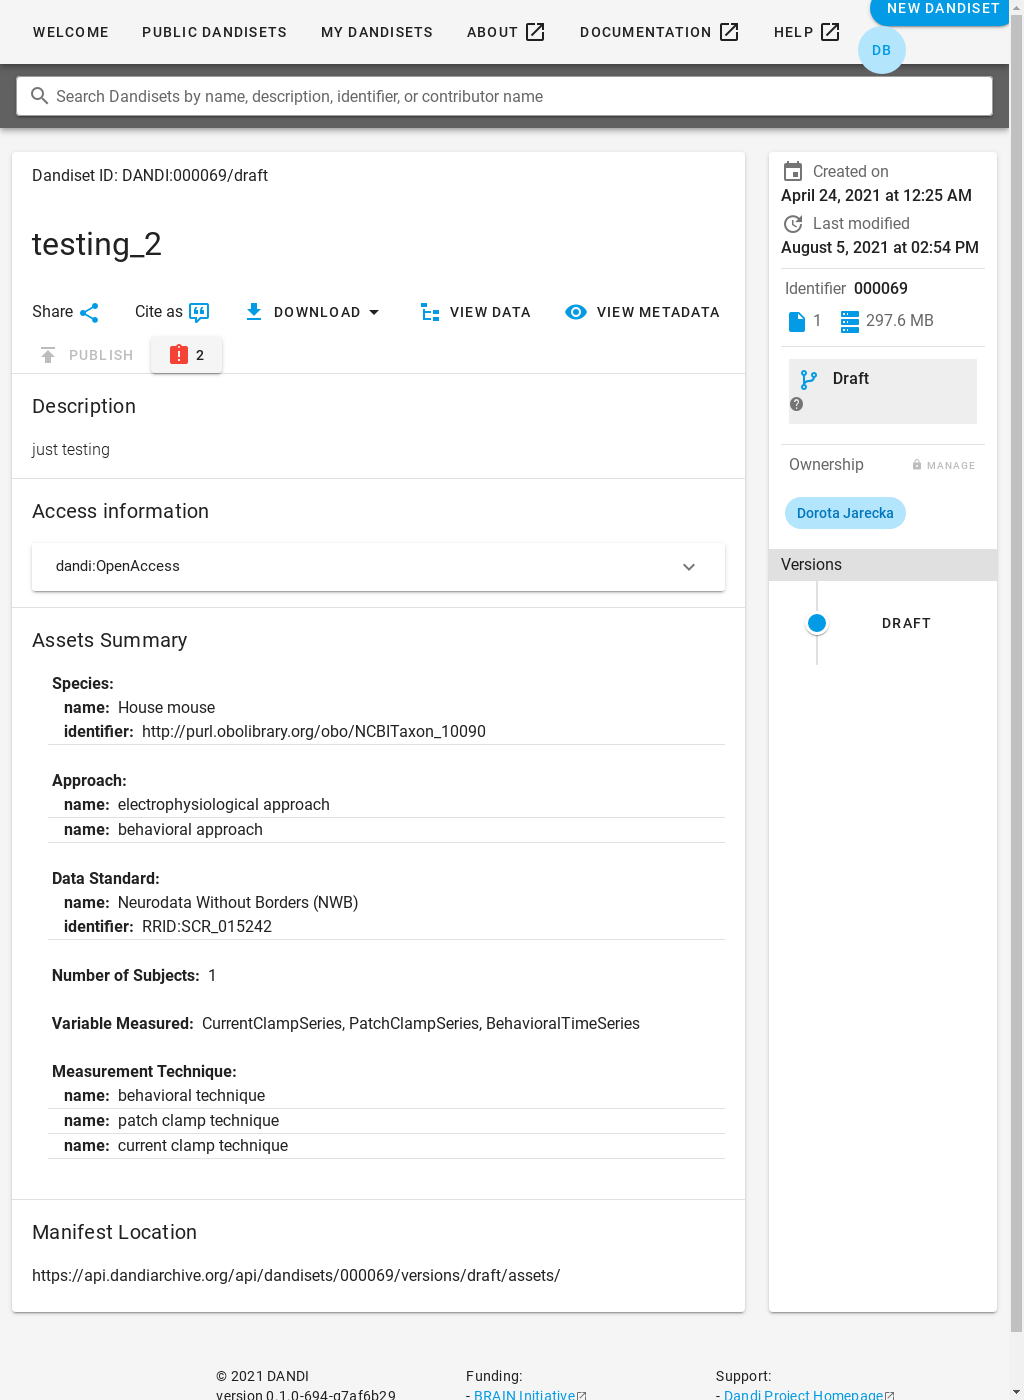 WELCOME PUBLIC DANDISETS MY DANDISETS ABOUT DOCUMENTATION HELP NEW DANDISET
DB
Search Dandisets by name, description, identifier, or contributor name
Dandiset ID: DANDI:000069/draft
testing_2
Share Cite as DOWNLOAD VIEW DATA VIEW METADATA
PUBLISH 2
Description
just testing
Access information
dandi:OpenAccess
Assets Summary
Species:
name: House mouse
identifier: http://purl.obolibrary.org/obo/NCBITaxon_10090
Approach:
name: electrophysiological approach
name: behavioral approach
Data Standard:
name: Neurodata Without Borders (NWB)
identifier: RRID:SCR_015242
Number of Subjects: 1
Variable Measured: CurrentClampSeries, PatchClampSeries, BehavioralTimeSeries
Measurement Technique:
name: behavioral technique
name: patch clamp technique
name: current clamp technique
Manifest Location
https://api.dandiarchive.org/api/dandisets/000069/versions/draft/assets/
Created on
April 24, 2021 at 12:25 AM
Last modified
August 5, 2021 at 02:54 PM
Identifier 000069
1 297.6 MB
Draft
Ownership MANAGE
Dorota Jarecka
Versions
DRAFT
© 2021 DANDI
version 0.1.0-694-g7af6b29
Funding:
- BRAIN Initiative
Support:
- Dandi Project Homepage